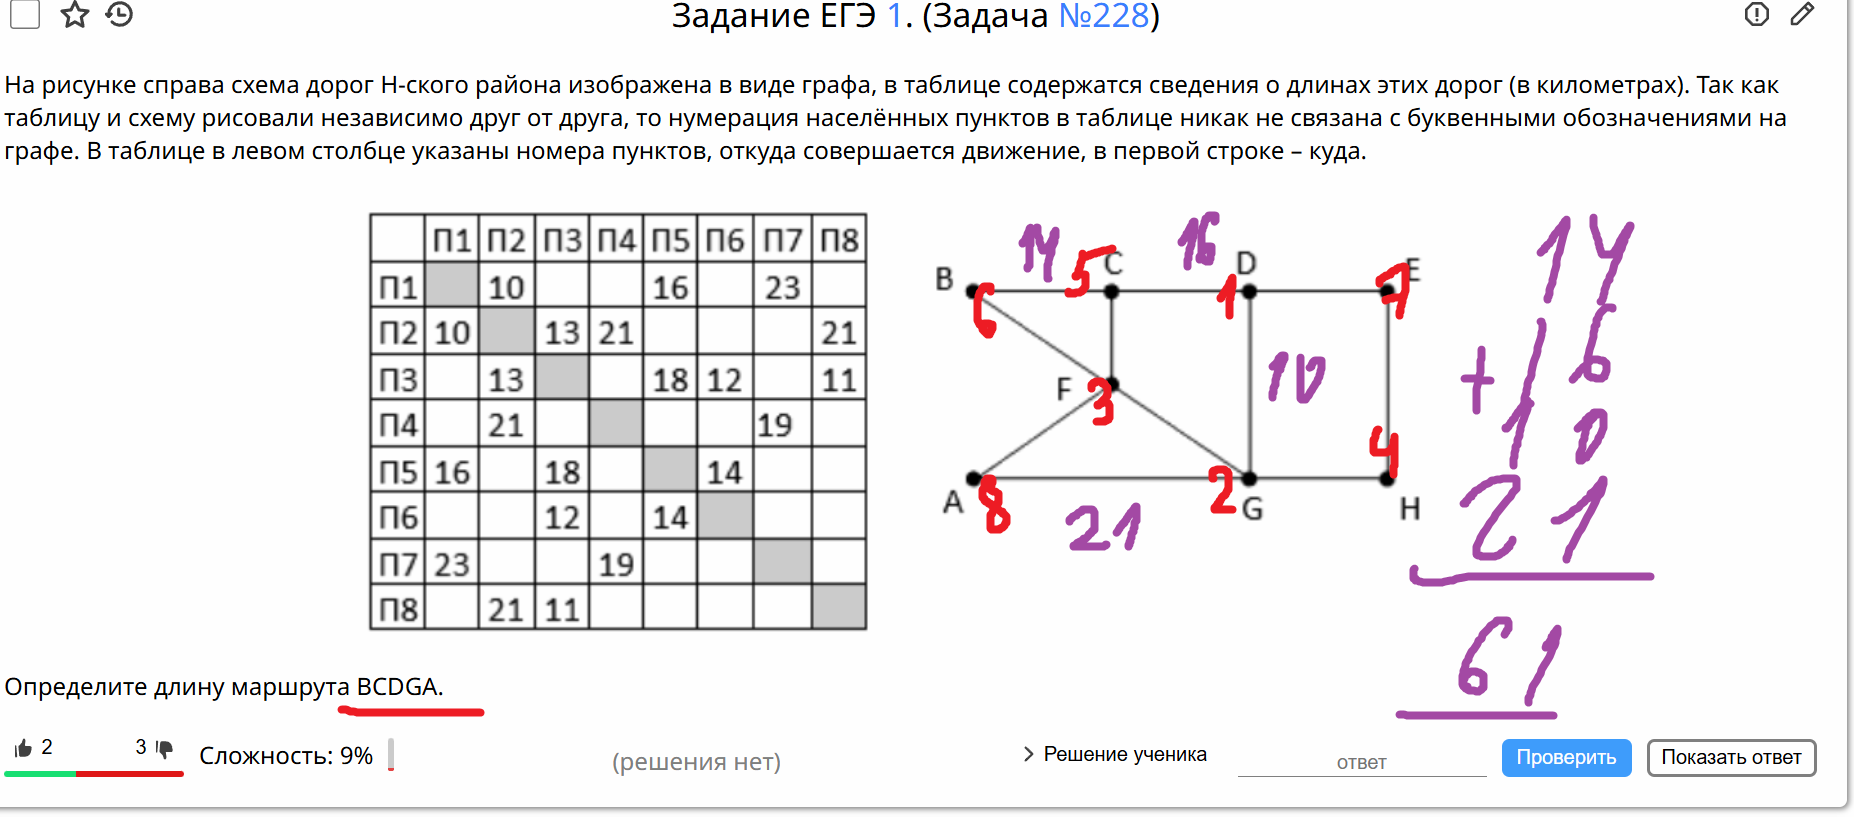 Задание ЕГЭ 1. (Задача №228)
На рисунке справа схема дорог Н-ского района изображена в виде графа, в таблице содержатся сведения о длинах этих дорог (в километрах). Так как
таблицу и схему рисовали независимо друг от друга, то нумерация населённых пунктов в таблице никак не связана с буквенными обозначениями на
графе. В таблице в левом столбце указаны номера пунктов, откуда совершается движение, в первой строке – куда.
П1 П2 П3 П4 П5 П6 П7 П8
П1 10 16 23
П2 10 13 21 21
П3 13 18 12 11
П4 21 19
П5 16 18 14
П6 12 14
П7 23 19
П8 21 11
14 16
B 5 C D E
6 1 7
F 3 10
4
A 8 2 G H
21
14
+ 16
10
21
61
Определите длину маршрута BCDGA.
2 3 Сложность: 9% (решения нет) Решение ученика ответ Проверить Показать ответ